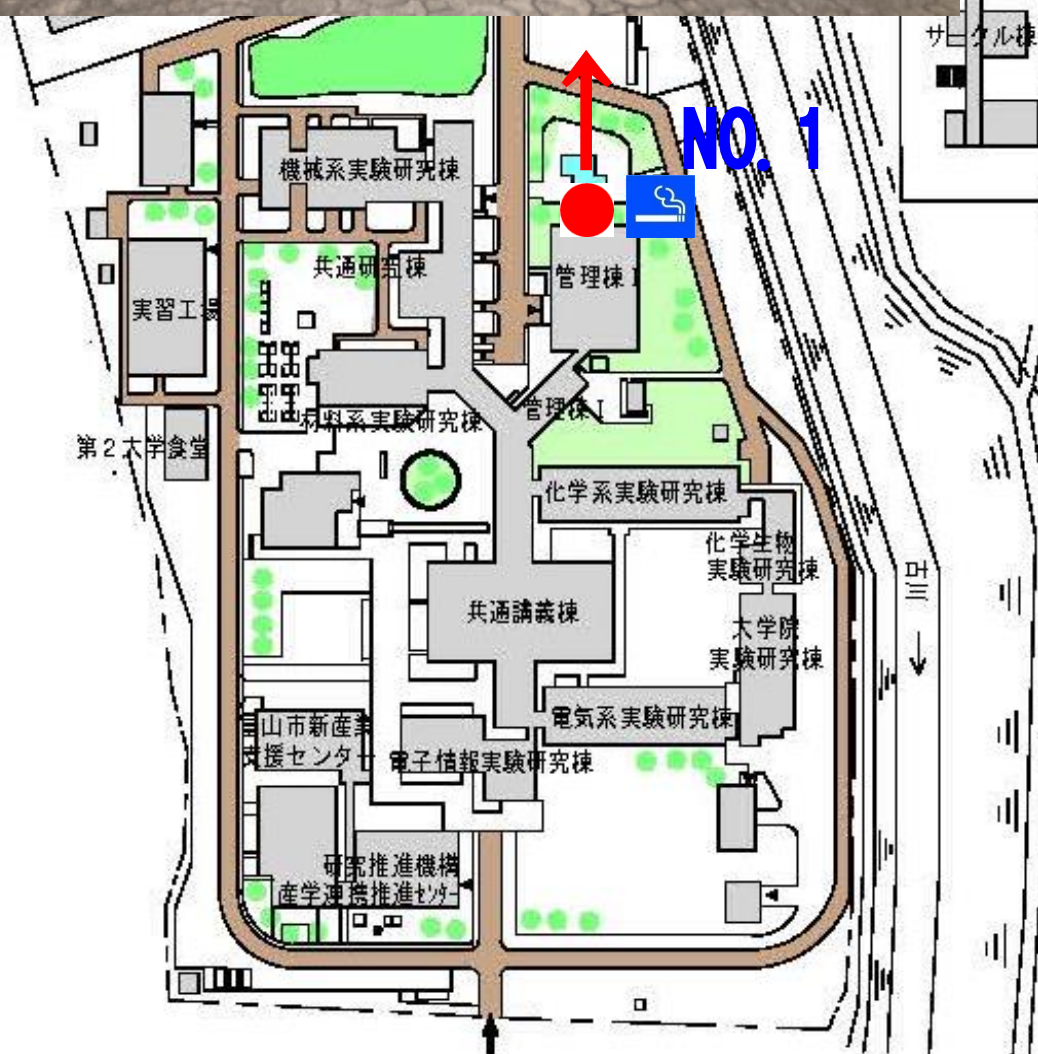 サークル棟
NO. 1
機械系実験研究棟
共通研究棟
管理棟
実習工場
管理棟 I
材料系実験研究棟
第2大学食堂
化学系実験研究棟
化学生物
実験研究棟
古川
共通講義棟
大学院
実験研究棟
電気系実験研究棟
山市新産業
支援センター
電子情報実験研究棟
研究推進機構
産学連携推進センター